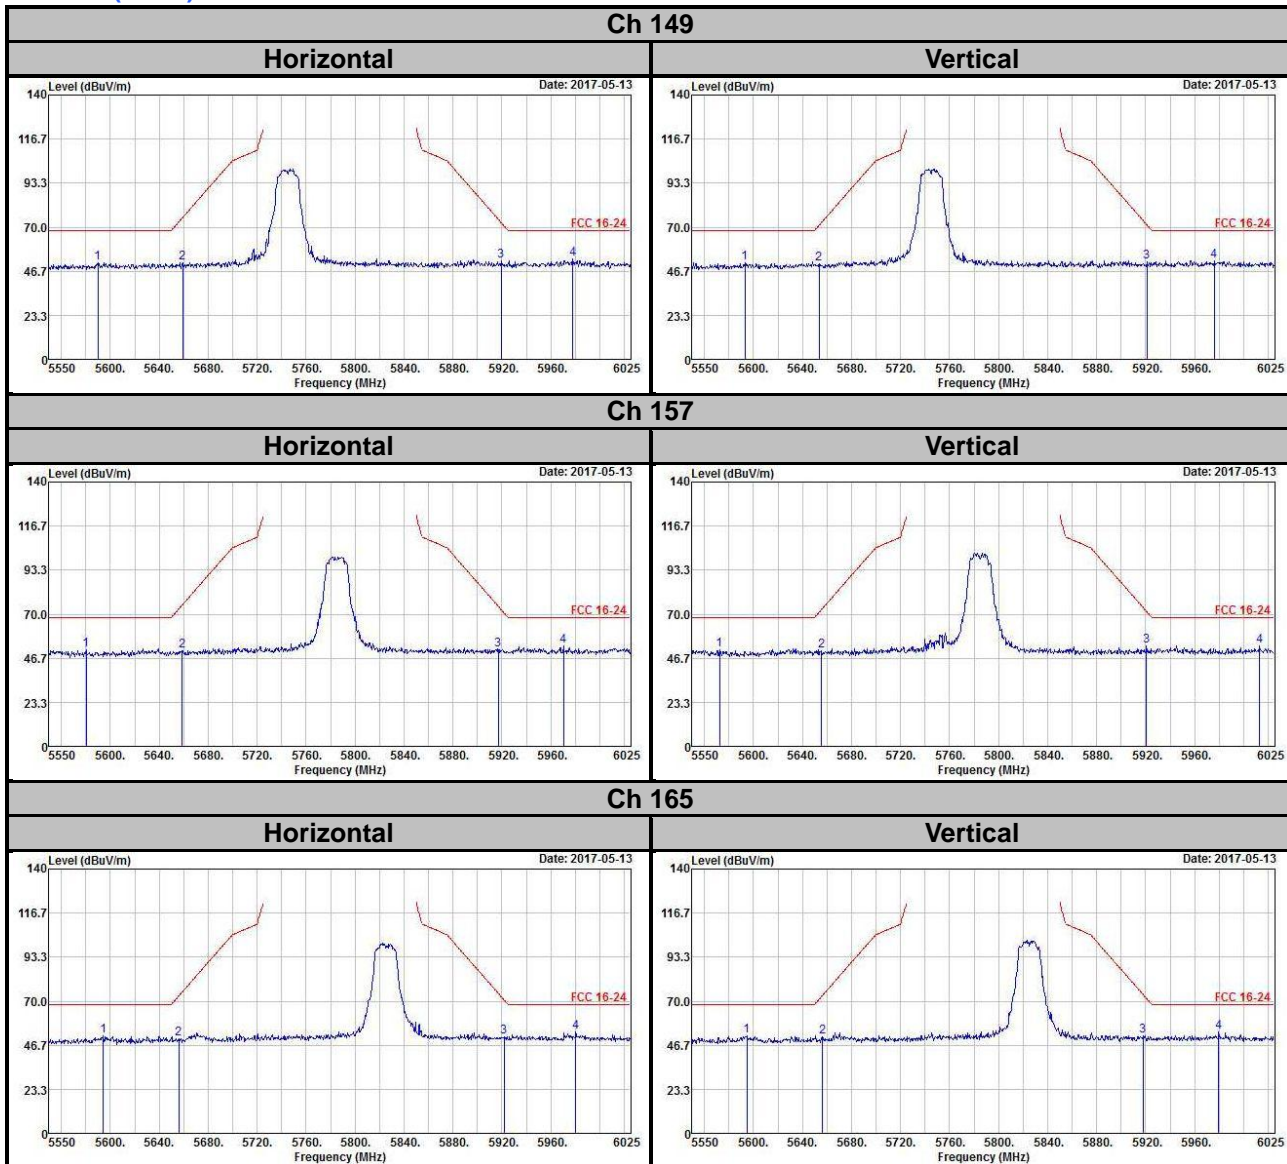 Ch 149
Horizontal Vertical
Level (dBuV/m) Date: 2017-05-13
140
116.7
93.3
70.0
46.7
23.3
0
FCC 16-24
1 2 3 4
5550 5600. 5640. 5680. 5720. 5760. 5800. 5840. 5880. 5920. 5960. 6025
Frequency (MHz)
Level (dBuV/m) Date: 2017-05-13
140
116.7
93.3
70.0
46.7
23.3
0
FCC 16-24
1 2 3 4
5550 5600. 5640. 5680. 5720. 5760. 5800. 5840. 5880. 5920. 5960. 6025
Frequency (MHz)
Ch 157
Horizontal Vertical
Level (dBuV/m) Date: 2017-05-13
140
116.7
93.3
70.0
46.7
23.3
0
FCC 16-24
1 2 3 4
5550 5600. 5640. 5680. 5720. 5760. 5800. 5840. 5880. 5920. 5960. 6025
Frequency (MHz)
Level (dBuV/m) Date: 2017-05-13
140
116.7
93.3
70.0
46.7
23.3
0
FCC 16-24
1 2 3 4
5550 5600. 5640. 5680. 5720. 5760. 5800. 5840. 5880. 5920. 5960. 6025
Frequency (MHz)
Ch 165
Horizontal Vertical
Level (dBuV/m) Date: 2017-05-13
140
116.7
93.3
70.0
46.7
23.3
0
FCC 16-24
1 2 3 4
5550 5600. 5640. 5680. 5720. 5760. 5800. 5840. 5880. 5920. 5960. 6025
Frequency (MHz)
Level (dBuV/m) Date: 2017-05-13
140
116.7
93.3
70.0
46.7
23.3
0
FCC 16-24
1 2 3 4
5550 5600. 5640. 5680. 5720. 5760. 5800. 5840. 5880. 5920. 5960. 6025
Frequency (MHz)